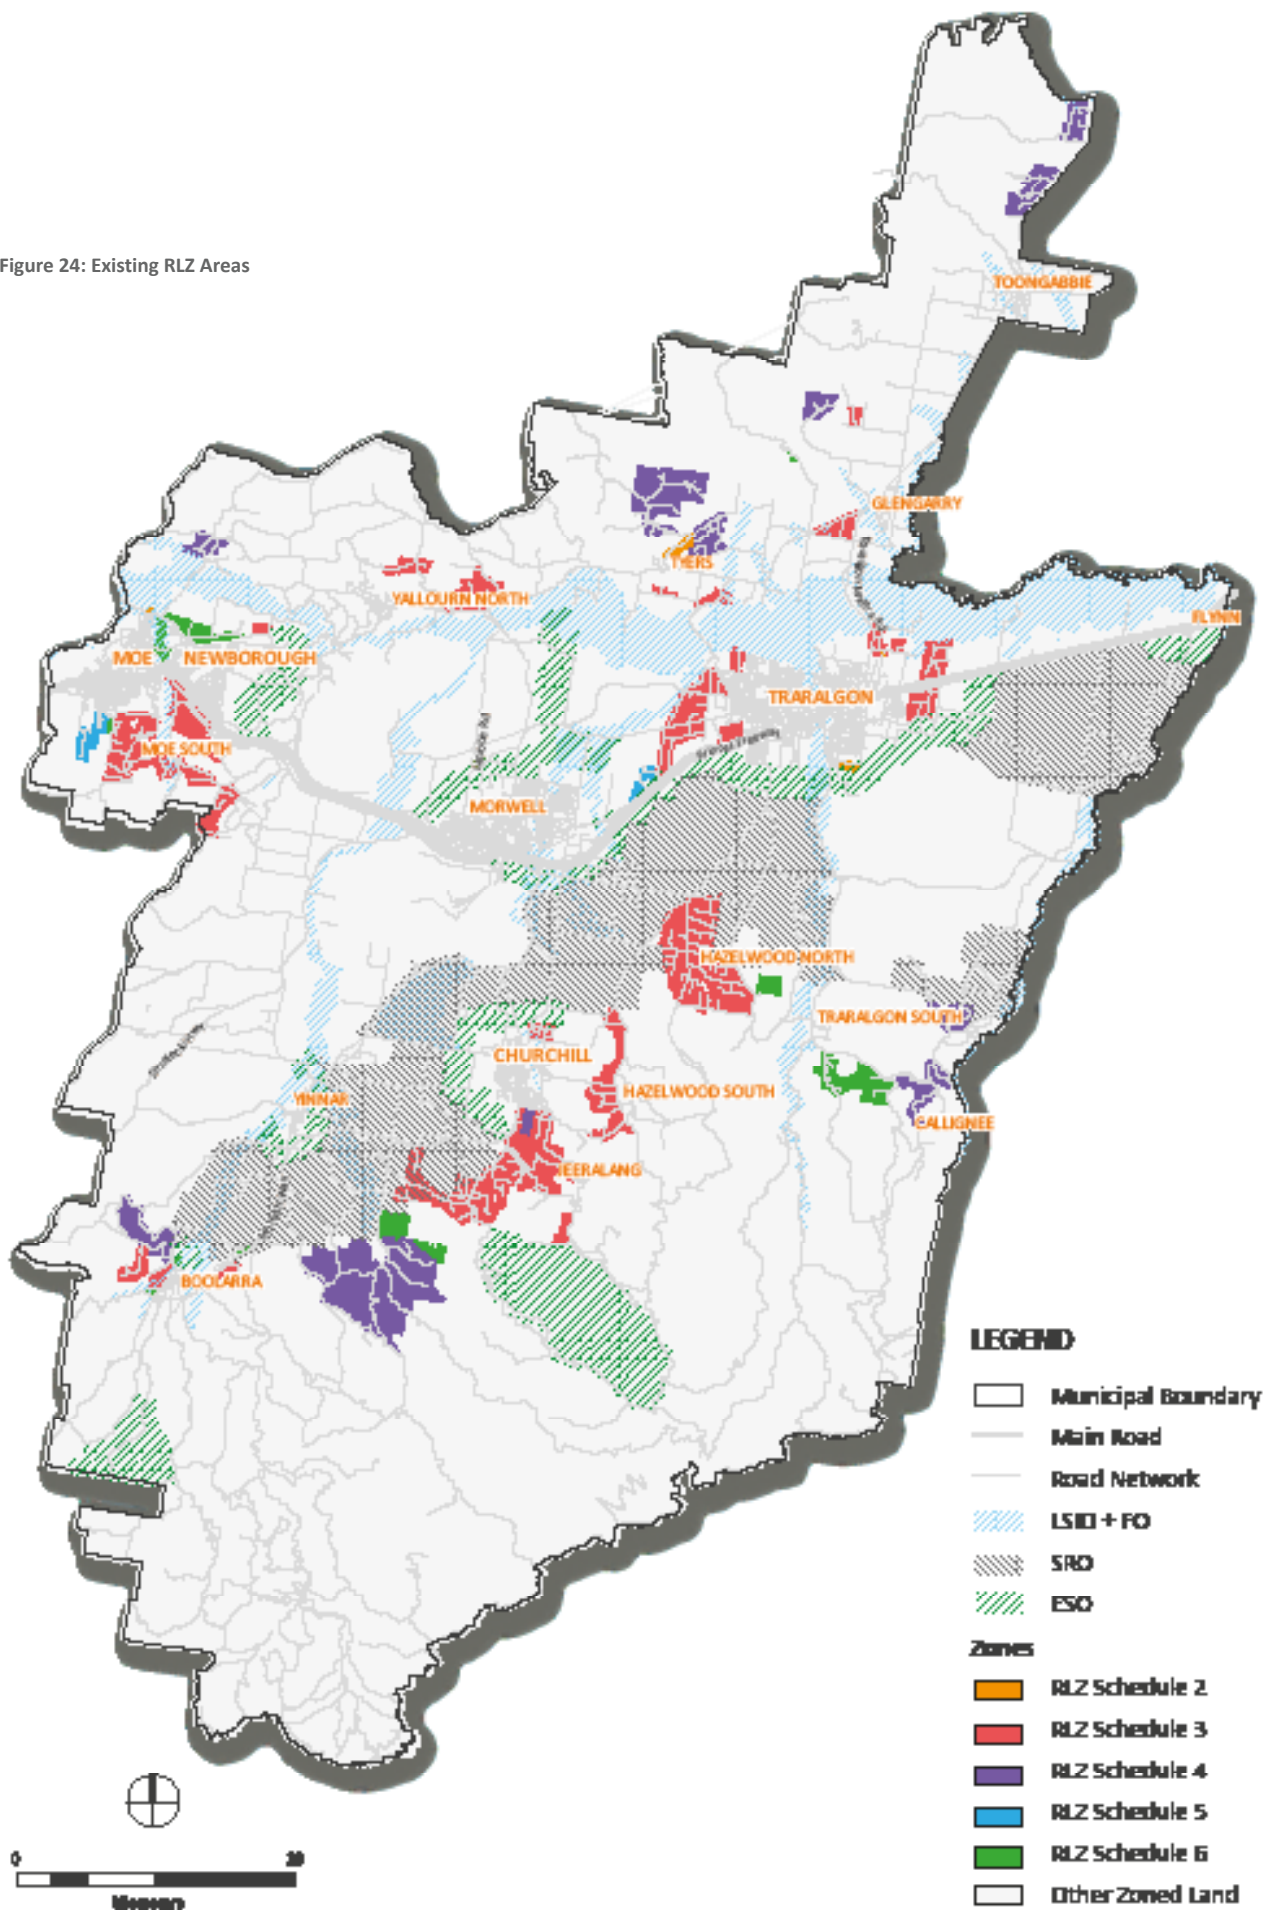 Figure 24: Existing RLZ Areas
TOONGABBIE
GLENGARRY
TYERS
YALLOURN NORTH
FLYNN
MOE
NEWBOROUGH
TRARALGON
MOE SOUTH
MORWELL
HAZELWOOD NORTH
TRARALGON SOUTH
CHURCHILL
HAZELWOOD SOUTH
YINNAR
CALLIGNEE
JEERALANG
BOOLARRA
LEGEND
Municipal Boundary
Main Road
Road Network
LSIO + FO
SRO
ESO
Zones
RLZ Schedule 2
RLZ Schedule 3
RLZ Schedule 4
RLZ Schedule 5
RLZ Schedule 6
Other Zoned Land
0